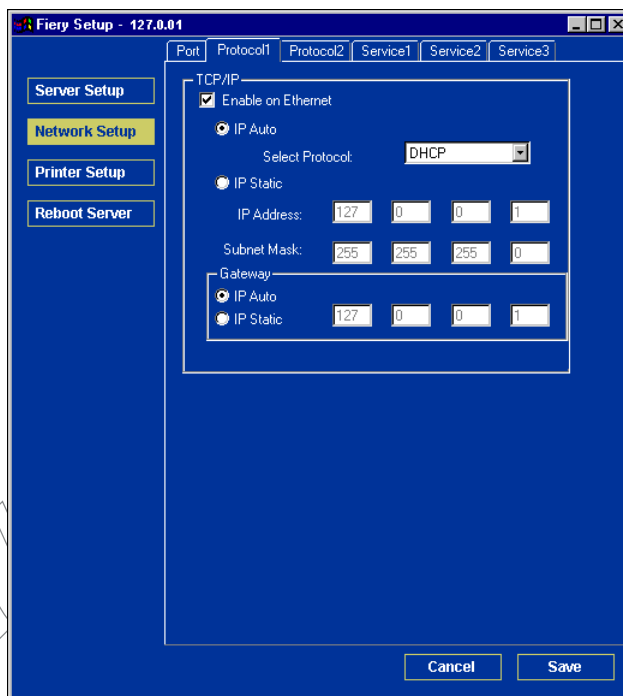 Fiery Setup - 127.0.01
Port Protocol1 Protocol2 Service1 Service2 Service3
Server Setup
Network Setup
Printer Setup
Reboot Server
TCP/IP
Enable on Ethernet
IP Auto
Select Protocol: DHCP
IP Static
IP Address: 127 0 0 1
Subnet Mask: 255 255 255 0
Gateway
IP Auto
IP Static 127 0 0 1
Cancel Save